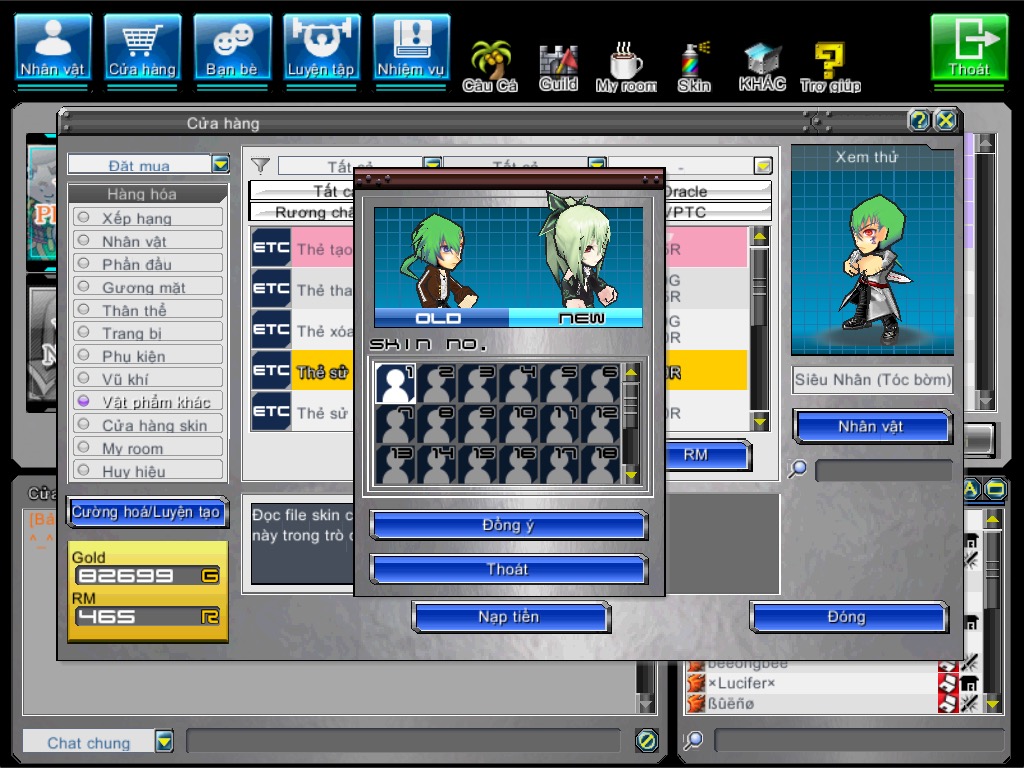 Nhân vật
Cửa hàng
Bạn bè
Luyện tập
Nhiệm vụ
Câu Cá
Guild
My room
Skin
KHÁC
Trợ giúp
Thoát
Cửa hàng
Đặt mua
Hàng hóa
Xếp hạng
Nhân vật
Phần đầu
Gương mặt
Thân thể
Trang bị
Phụ kiện
Vũ khí
Vật phẩm khác
Cửa hàng skin
My room
Huy hiệu
Cường hoá/Luyện tạo
Gold
82699 G
RM
465 R
Tất cả
Tất cả
-
Oracle
ETC Thẻ tạo
ETC
ETC Thẻ xóa
ETC Thẻ sử
ETC Thẻ sử
RM
OLD
NEW
SKIN NO.
1 2 3 4 5 6
7 8 9 10 11 12
13 14 15 16 17 18
Đồng ý
Thoát
Đọc file skin
này trong trò
Nạp tiền
Đóng
Xem thử
Siêu Nhân (Tóc bờm)
Nhân vật
beeongbee
×Lucifer×
ßûëñø
Chat chung